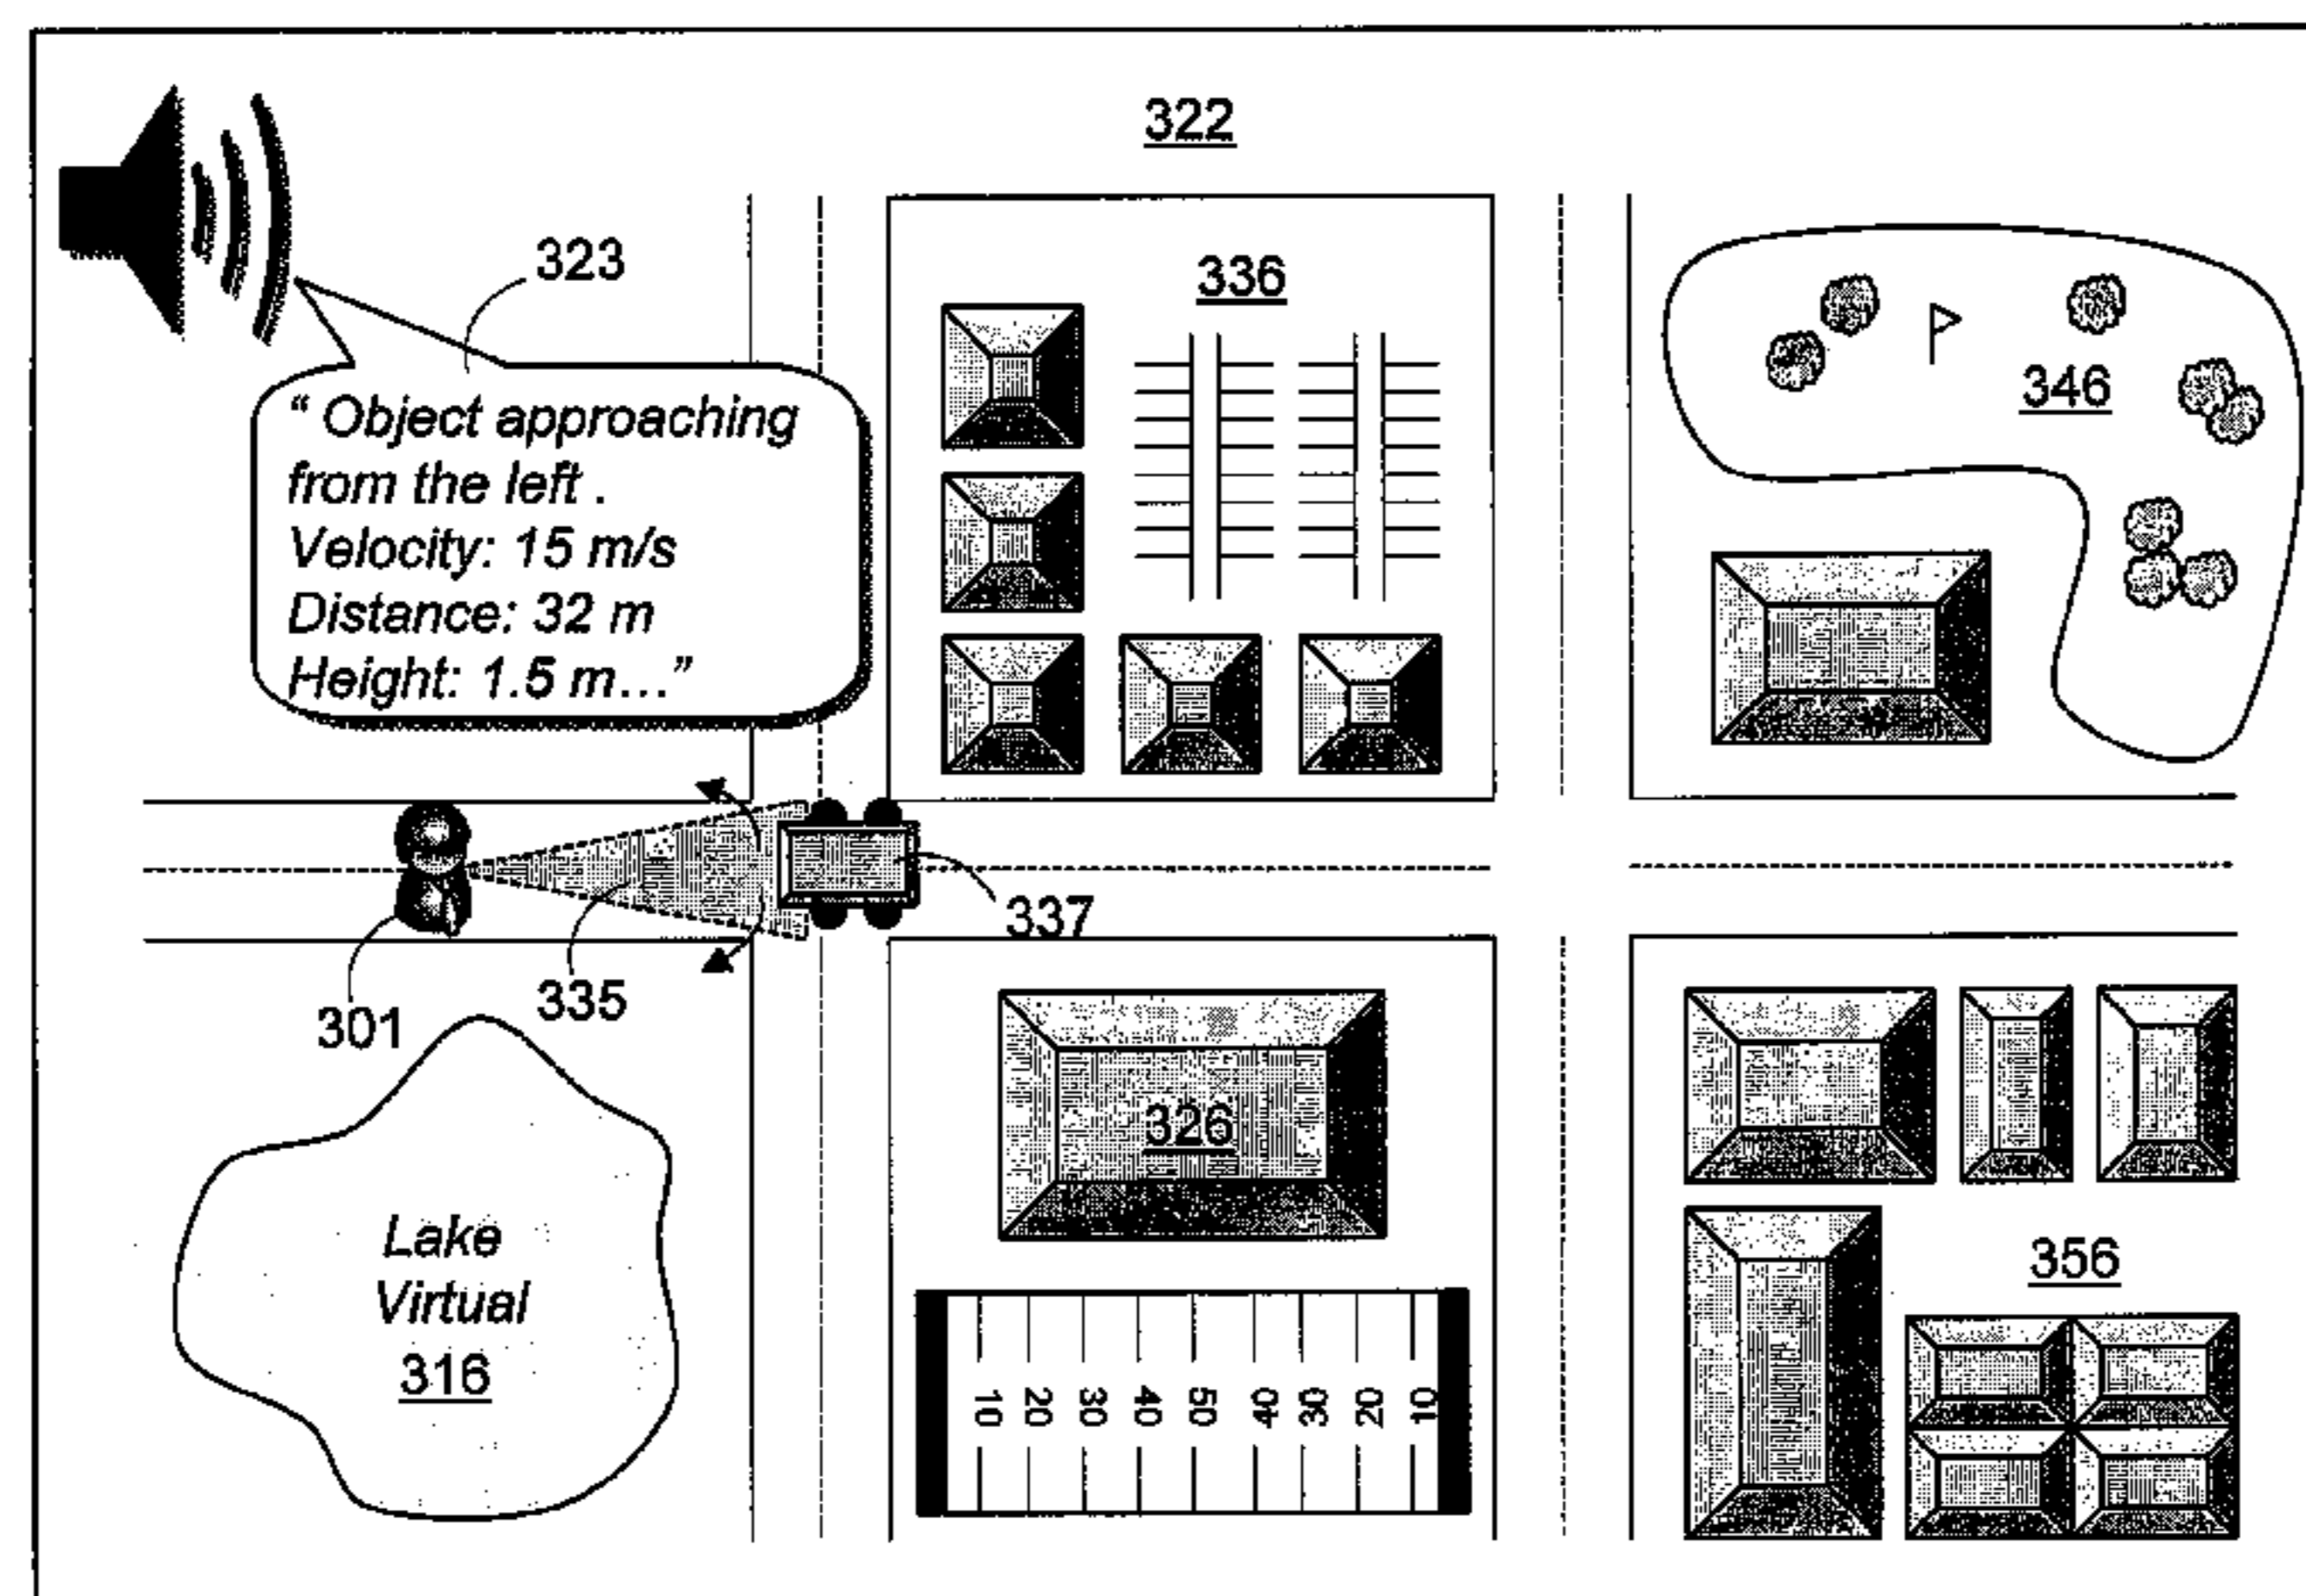 322
323
“ Object approaching
from the left .
Velocity: 15 m/s
Distance: 32 m
Height: 1.5 m...”
336
346
337
335
301
326
Lake
Virtual
316
356
10 20 30 40 50 40 30 20 10